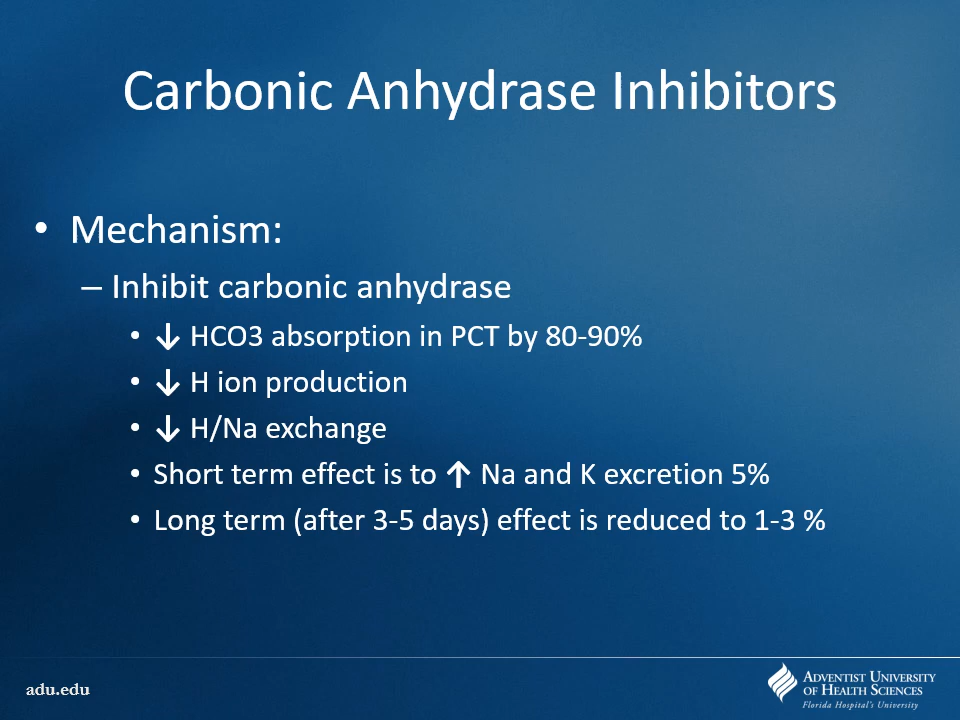 Carbonic Anhydrase Inhibitors
• Mechanism:
– Inhibit carbonic anhydrase
• ↓ HCO3 absorption in PCT by 80-90%
• ↓ H ion production
• ↓ H/Na exchange
• Short term effect is to ↑ Na and K excretion 5%
• Long term (after 3-5 days) effect is reduced to 1-3 %
adu.edu
ADVENTIST UNIVERSITY
OF HEALTH SCIENCES
Florida Hospital's University